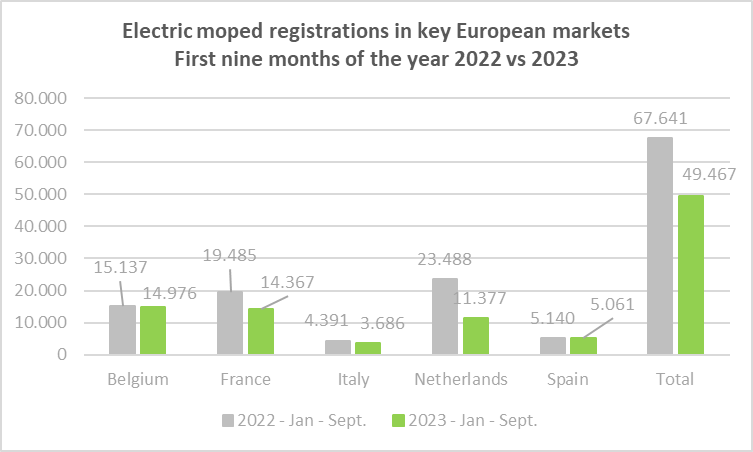 Electric moped registrations in key European markets
First nine months of the year 2022 vs 2023
80.000
70.000
60.000
50.000
40.000
30.000
20.000
10.000
0
15.137
14.976
19.485
14.367
4.391
3.686
23.488
11.377
5.140
5.061
67.641
49.467
Belgium
France
Italy
Netherlands
Spain
Total
2022 - Jan - Sept.
2023 - Jan - Sept.